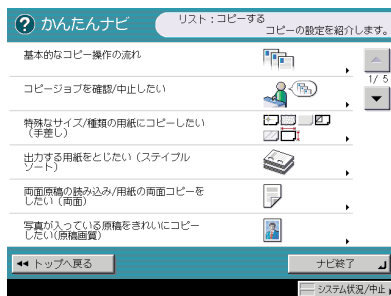 かんたんナビ
リスト：コピーする
コピーの設定を紹介します。
基本的なコピー操作の流れ
コピージョブを確認/中止したい
1/ 5
特殊なサイズ/種類の用紙にコピーしたい
（手差し）
出力する用紙をとじたい（ステイプル
ソート）
両面原稿の読み込み/用紙の両面コピーを
したい（両面）
写真が入っている原稿をきれいにコピー
したい(原稿画質)
トップへ戻る
ナビ終了
システム状況/中止